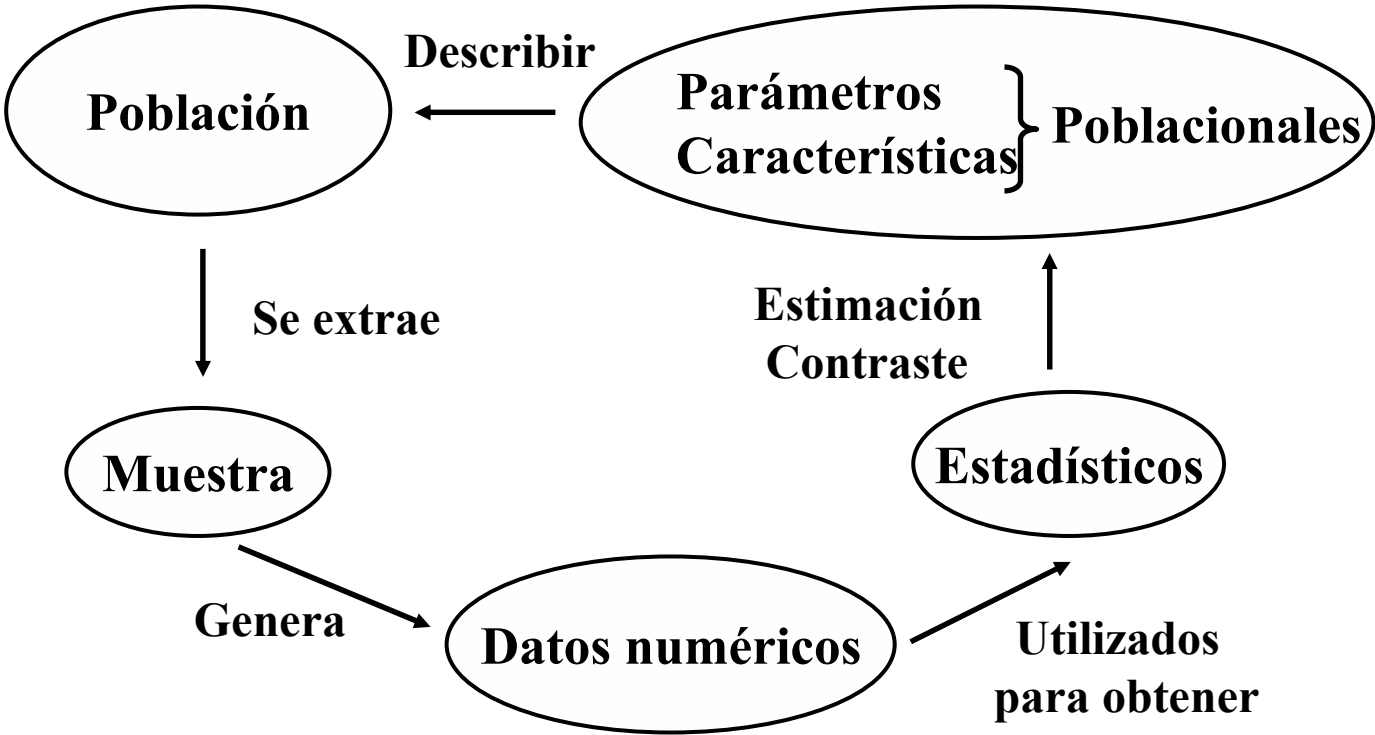 Describir
Población
Parámetros
Características
Poblacionales
Se extrae
Estimación
Contraste
Muestra
Estadísticos
Genera
Datos numéricos
Utilizados
para obtener